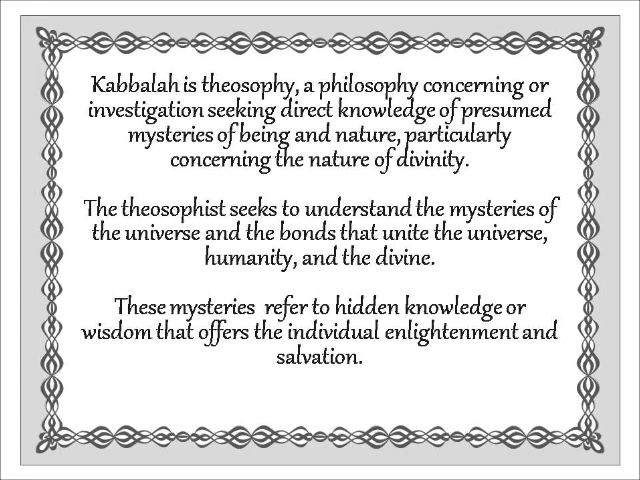 Kabbalah is theosophy, a philosophy concerning or
investigation seeking direct knowledge of presumed
mysteries of being and nature, particularly
concerning the nature of divinity.
The theosophist seeks to understand the mysteries of
the universe and the bonds that unite the universe,
humanity, and the divine.
These mysteries  refer to hidden knowledge or
wisdom that offers the individual enlightenment and
salvation.